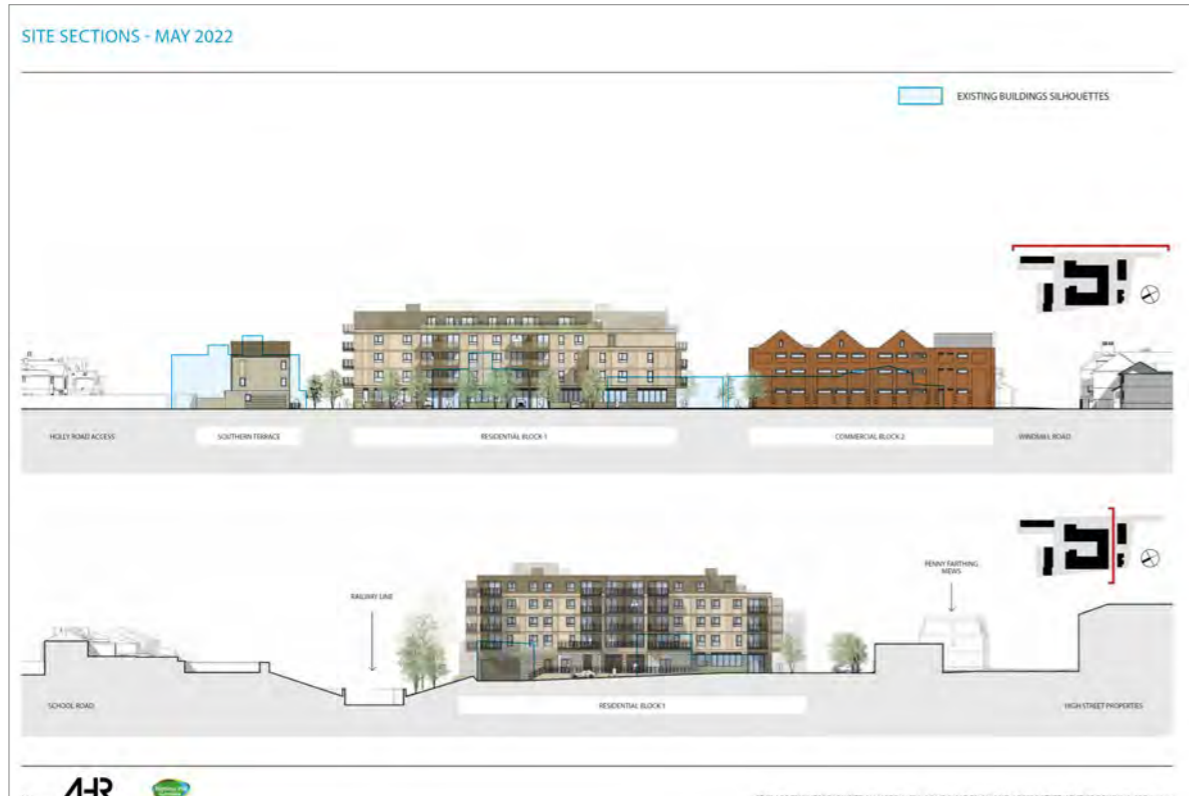 SITE SECTIONS - MAY 2022
EXISTING BUILDINGS SILHOUETTES
HOLLY ROAD ACCESS
SOUTHERN TERRACE
RESIDENTIAL BLOCK 1
COMMERCIAL BLOCK 2
WINDMILL ROAD
RAILWAY LINE
PENNY FARTHING
MEWS
SCHOOL ROAD
RESIDENTIAL BLOCK 1
HIGH STREET PROPERTIES
AHR